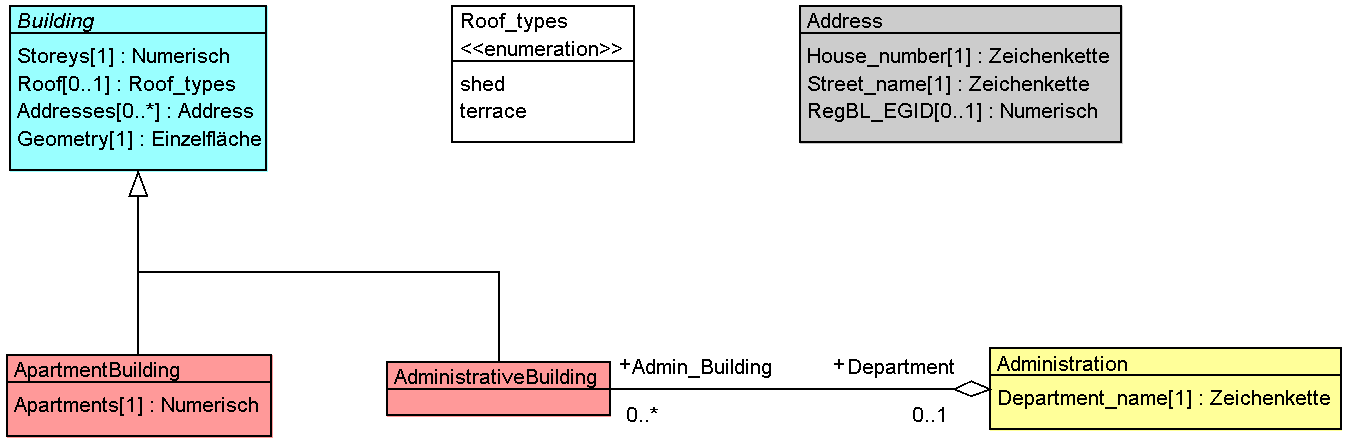 Building
Storeys[1] : Numerisch
Roof[0..1] : Roof_types
Addresses[0..*] : Address
Geometry[1] : Einzelfläche
Roof_types
<<enumeration>>
shed
terrace
Address
House_number[1] : Zeichenkette
Street_name[1] : Zeichenkette
RegBL_EGID[0..1] : Numerisch
ApartmentBuilding
Apartments[1] : Numerisch
AdministrativeBuilding
+Admin_Building
0..*
+Department
0..1
Administration
Department_name[1] : Zeichenkette